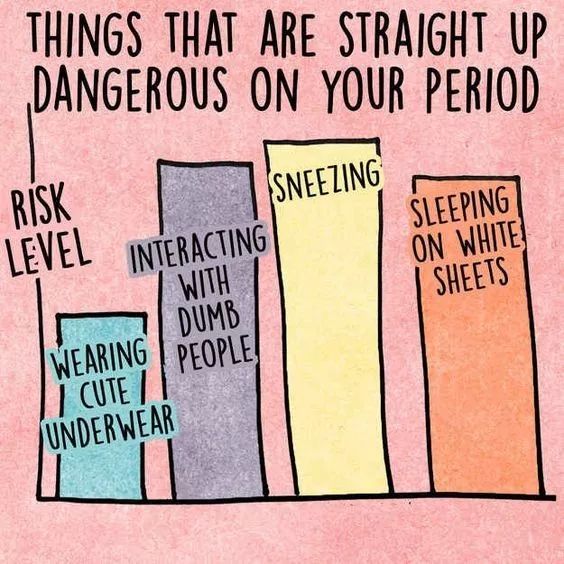 THINGS THAT ARE STRAIGHT UP
DANGEROUS ON YOUR PERIOD
RISK
LEVEL
WEARING
CUTE
UNDERWEAR
INTERACTING
WITH
DUMB
PEOPLE
SNEEZING
SLEEPING
ON WHITE
SHEETS